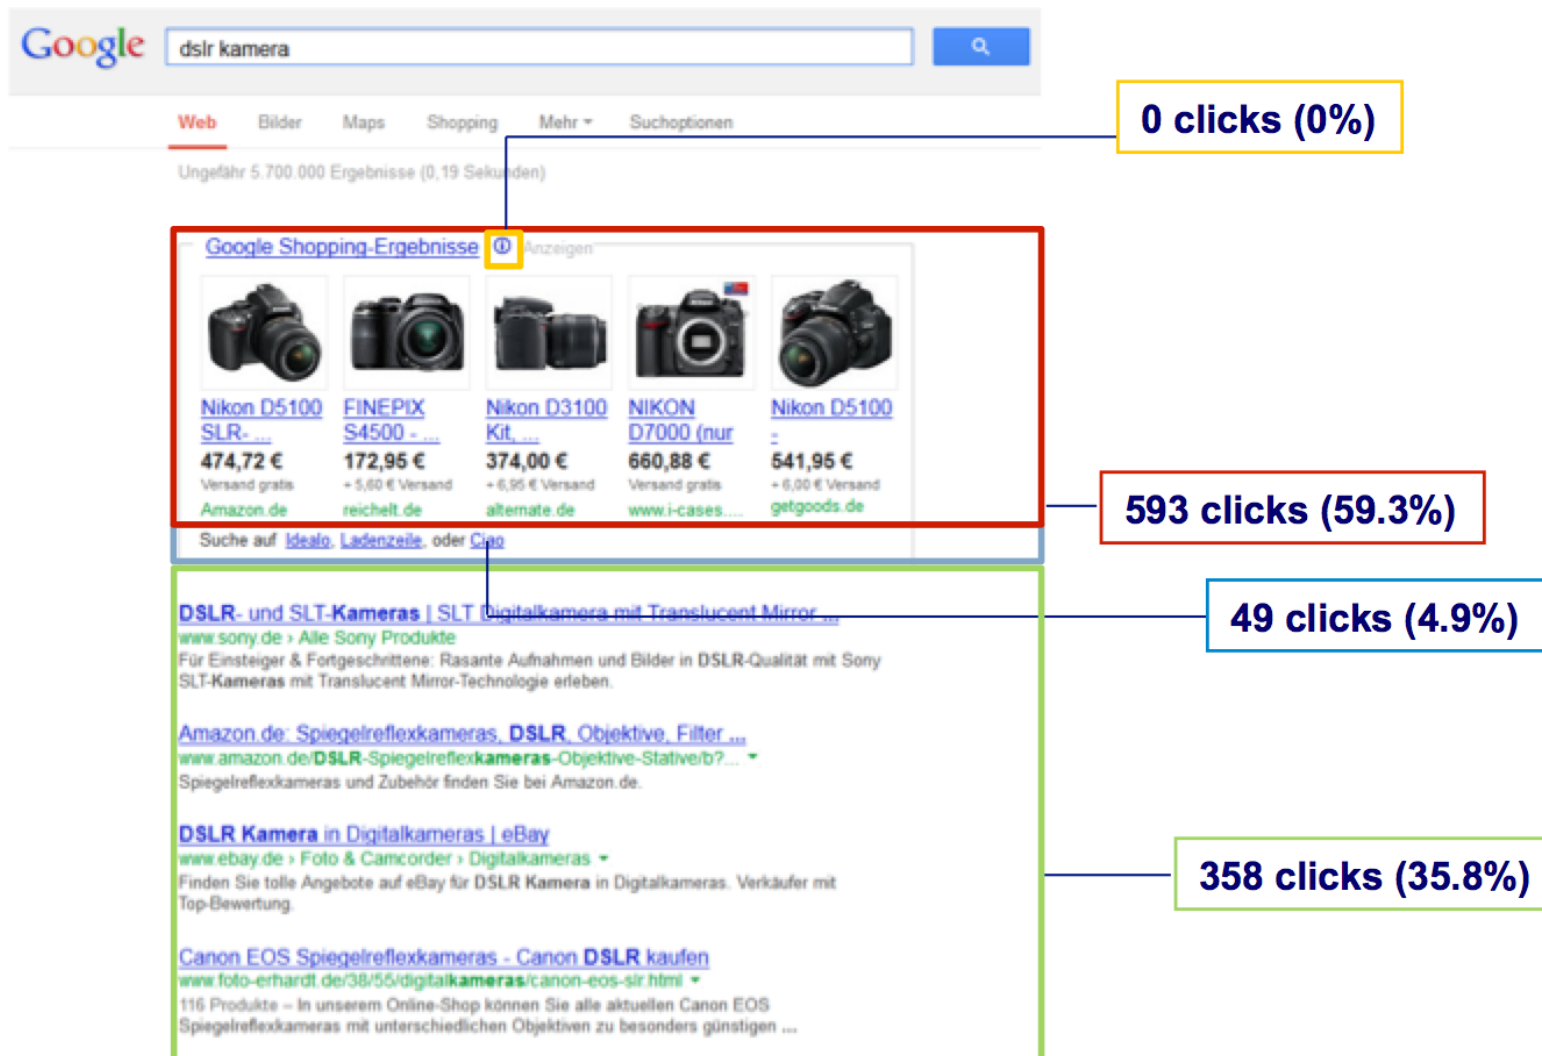 Google
dslr kamera
Web Bilder Maps Shopping Mehr Suchoptionen
0 clicks (0%)
Ungefähr 5.700.000 Ergebnisse (0,19 Sekunden)
Google Shopping-Ergebnisse Anzeigen
Nikon D5100 SLR- ...
474,72 €
Versand gratis
Amazon.de
FINEPIX S4500 - ...
172,95 €
+ 5,60 € Versand
reichelt.de
Nikon D3100 Kit, ...
374,00 €
+ 6,95 € Versand
alternate.de
NIKON D7000 (nur
660,88 €
Versand gratis
www.i-cases....
Nikon D5100 -
541,95 €
+ 6,00 € Versand
getgoods.de
593 clicks (59.3%)
Suche auf Idealo, Ladenzeile, oder Ciao
49 clicks (4.9%)
DSLR- und SLT-Kameras | SLT Digitalkamera mit Translucent Mirror ...
www.sony.de › Alle Sony Produkte
Für Einsteiger & Fortgeschrittene: Rasante Aufnahmen und Bilder in DSLR-Qualität mit Sony
SLT-Kameras mit Translucent Mirror-Technologie erleben.
Amazon.de: Spiegelreflexkameras, DSLR, Objektive, Filter ...
www.amazon.de/DSLR-Spiegelreflexkameras-Objektive-Stative/b?...
Spiegelreflexkameras und Zubehör finden Sie bei Amazon.de.
DSLR Kamera in Digitalkameras | eBay
www.ebay.de › Foto & Camcorder › Digitalkameras
Finden Sie tolle Angebote auf eBay für DSLR Kamera in Digitalkameras. Verkäufer mit
Top-Bewertung.
358 clicks (35.8%)
Canon EOS Spiegelreflexkameras - Canon DSLR kaufen
www.foto-erhardt.de/38/55/digitalkameras/canon-eos-slr.html
116 Produkte – In unserem Online-Shop können Sie alle aktuellen Canon EOS
Spiegelreflexkameras mit unterschiedlichen Objektiven zu besonders günstigen ...